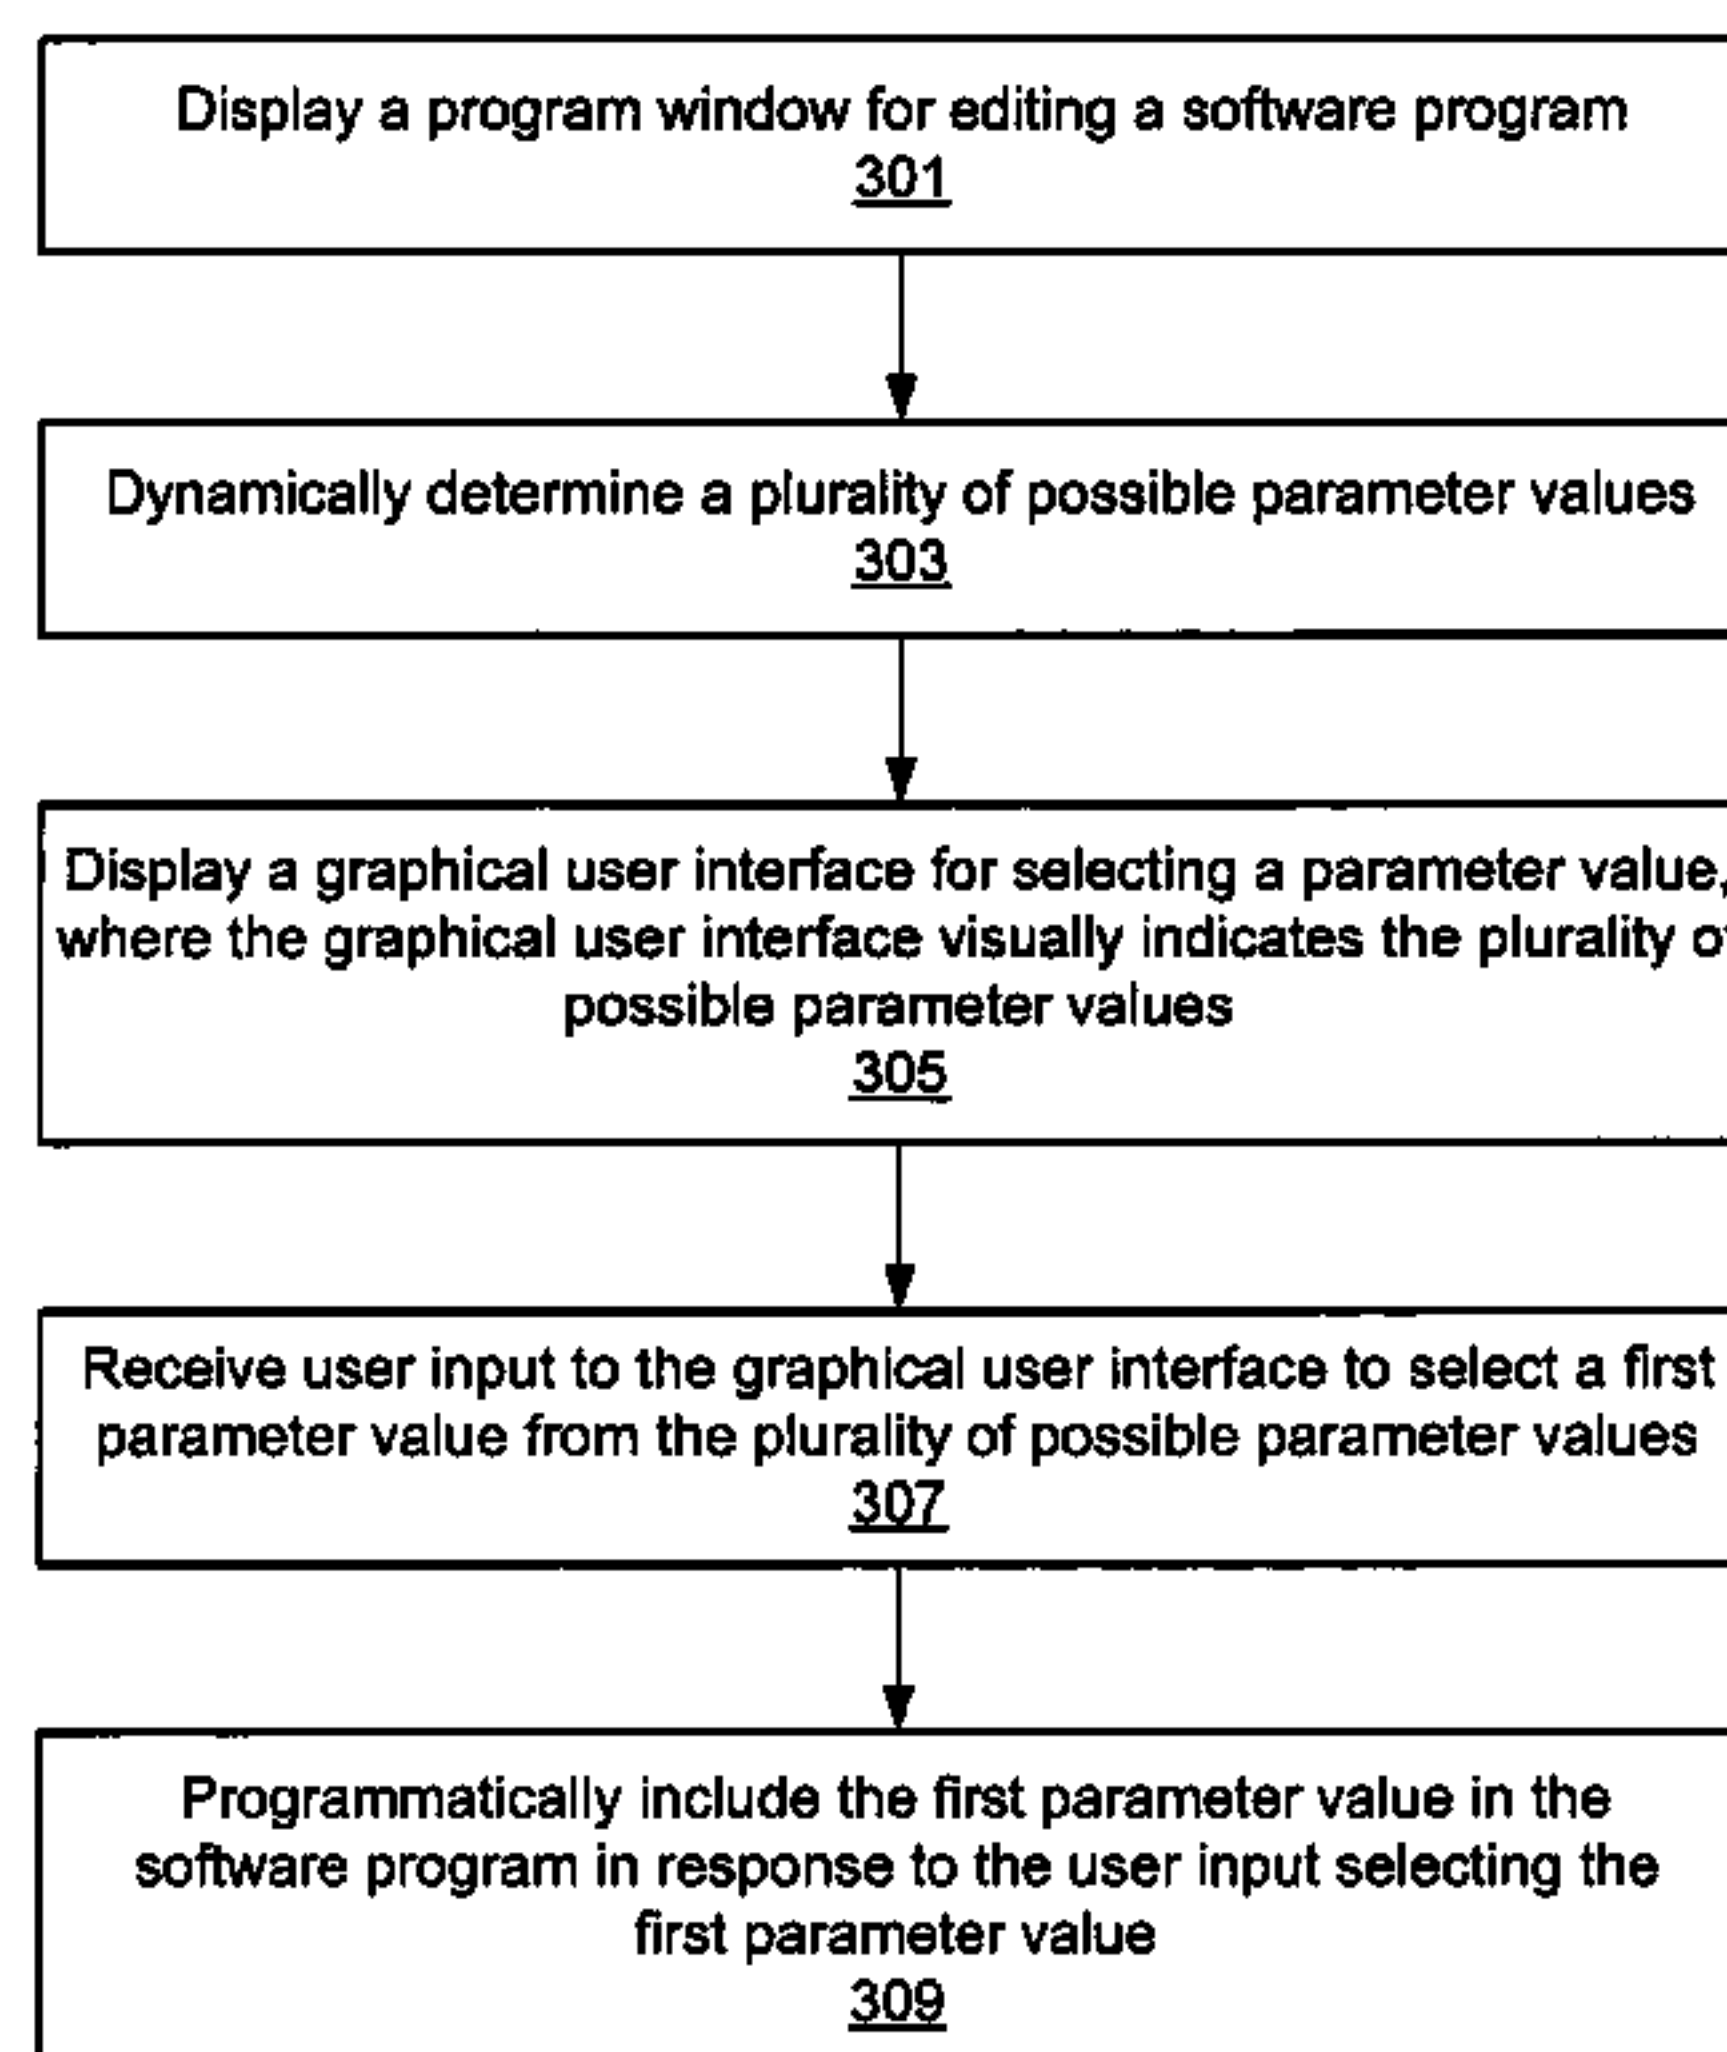 Display a program window for editing a software program
301
Dynamically determine a plurality of possible parameter values
303
Display a graphical user interface for selecting a parameter value,
where the graphical user interface visually indicates the plurality of
possible parameter values
305
Receive user input to the graphical user interface to select a first
parameter value from the plurality of possible parameter values
307
Programmatically include the first parameter value in the
software program in response to the user input selecting the
first parameter value
309